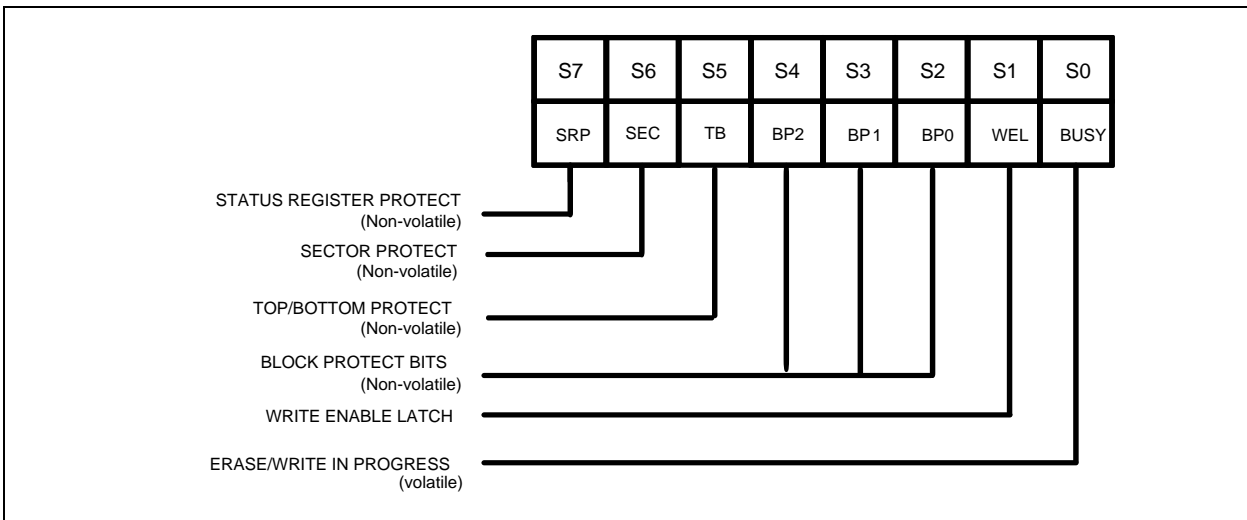 S7 S6 S5 S4 S3 S2 S1 S0
SRP SEC TB BP2 BP1 BP0 WEL BUSY
STATUS REGISTER PROTECT
(Non-volatile)
SECTOR PROTECT
(Non-volatile)
TOP/BOTTOM PROTECT
(Non-volatile)
BLOCK PROTECT BITS
(Non-volatile)
WRITE ENABLE LATCH
ERASE/WRITE IN PROGRESS
(volatile)